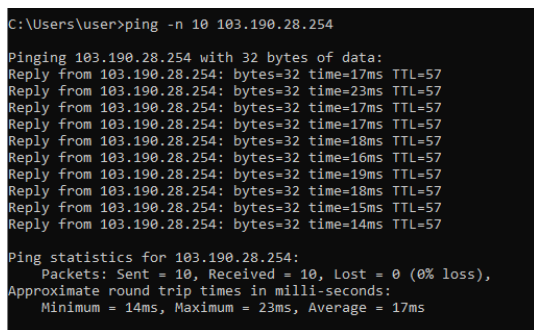 C:\Users\user>ping -n 10 103.190.28.254
Pinging 103.190.28.254 with 32 bytes of data:
Reply from 103.190.28.254: bytes=32 time=17ms TTL=57
Reply from 103.190.28.254: bytes=32 time=23ms TTL=57
Reply from 103.190.28.254: bytes=32 time=17ms TTL=57
Reply from 103.190.28.254: bytes=32 time=17ms TTL=57
Reply from 103.190.28.254: bytes=32 time=18ms TTL=57
Reply from 103.190.28.254: bytes=32 time=16ms TTL=57
Reply from 103.190.28.254: bytes=32 time=19ms TTL=57
Reply from 103.190.28.254: bytes=32 time=18ms TTL=57
Reply from 103.190.28.254: bytes=32 time=15ms TTL=57
Reply from 103.190.28.254: bytes=32 time=14ms TTL=57
Ping statistics for 103.190.28.254:
Packets: Sent = 10, Received = 10, Lost = 0 (0% loss),
Approximate round trip times in milli-seconds:
Minimum = 14ms, Maximum = 23ms, Average = 17ms